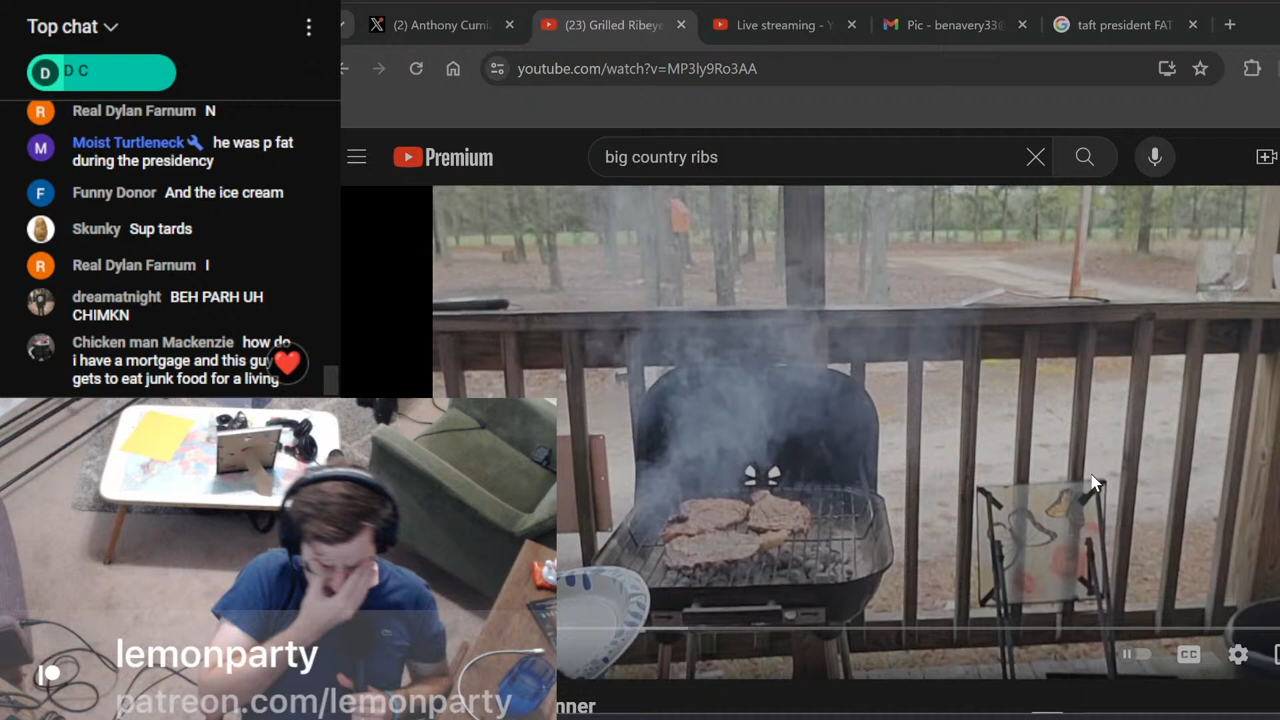 Top chat
D
D C
R
Real Dylan Farnum N
M
Moist Turtleneck he was p fat
during the presidency
F
Funny Donor And the ice cream
Skunky Sup tards
R
Real Dylan Farnum I
dreamatnight BEH PARH UH
CHIMKN
Chicken man Mackenzie how do
i have a mortgage and this guy
gets to eat junk food for a living
(2) Anthony Cumi
(23) Grilled Ribeye
Live streaming - Y
Pic - benavery33@
taft president FAT
youtube.com/watch?v=MP3ly9Ro3AA
Premium
big country ribs
CC
lemonparty
patreon.com/lemonparty
nner